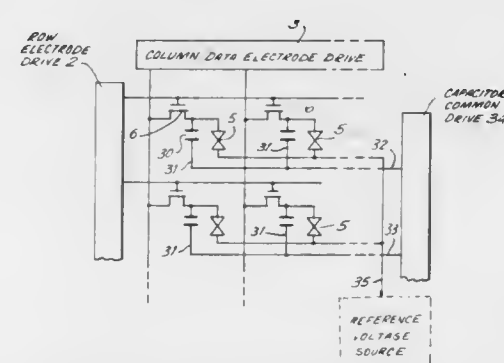 3
ROW
ELECTRODE
DRIVE 2
COLUMN DATA ELECTRODE DRIVE
CAPACITOR
COMMON
DRIVE 34
6
5
5
30
31
31
32
5
31
31
33
35
REFERENCE
VOLTAGE
SOURCE